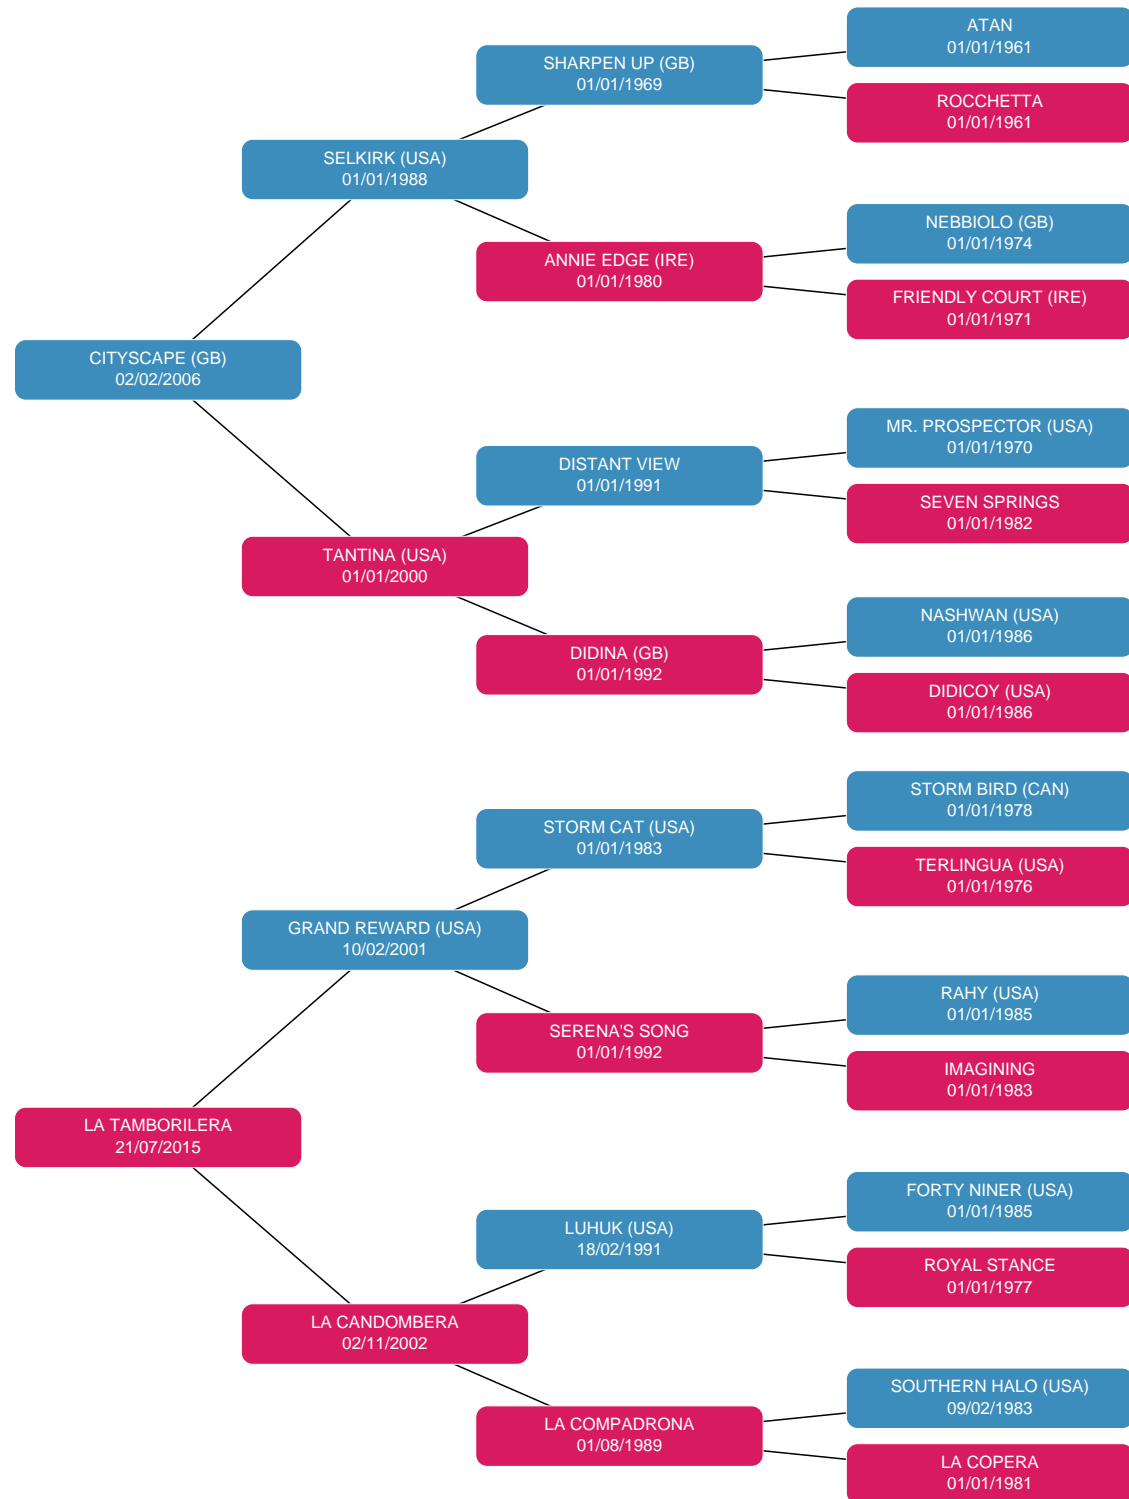 ATAN
01/01/1961
SHARPEN UP (GB)
01/01/1969
ROCCHETTA
01/01/1961
SELKIRK (USA)
01/01/1988
NEBBIOLO (GB)
01/01/1974
ANNIE EDGE (IRE)
01/01/1980
FRIENDLY COURT (IRE)
01/01/1971
CITYSCAPE (GB)
02/02/2006
MR. PROSPECTOR (USA)
01/01/1970
DISTANT VIEW
01/01/1991
SEVEN SPRINGS
01/01/1982
TANTINA (USA)
01/01/2000
NASHWAN (USA)
01/01/1986
DIDINA (GB)
01/01/1992
DIDICOY (USA)
01/01/1986
STORM BIRD (CAN)
01/01/1978
STORM CAT (USA)
01/01/1983
TERLINGUA (USA)
01/01/1976
GRAND REWARD (USA)
10/02/2001
RAHY (USA)
01/01/1985
SERENA'S SONG
01/01/1992
IMAGINING
01/01/1983
LA TAMBORILERA
21/07/2015
FORTY NINER (USA)
01/01/1985
LUHUK (USA)
18/02/1991
ROYAL STANCE
01/01/1977
LA CANDOMBERA
02/11/2002
SOUTHERN HALO (USA)
09/02/1983
LA COMPADRONA
01/08/1989
LA COPERA
01/01/1981